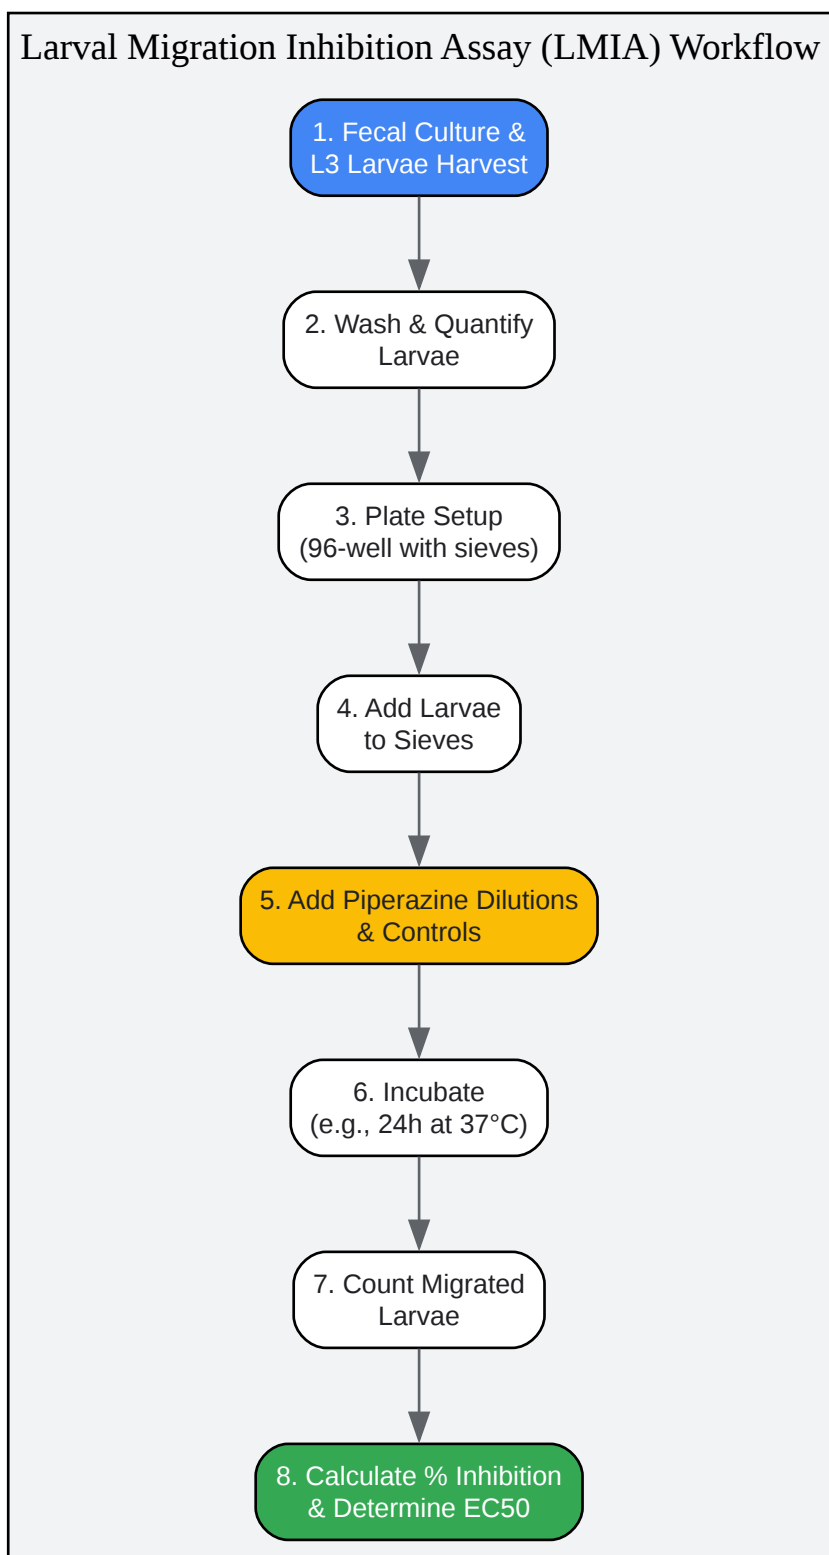 Larval Migration Inhibition Assay (LMIA) Workflow
1. Fecal Culture &
L3 Larvae Harvest
2. Wash & Quantify
Larvae
3. Plate Setup
(96-well with sieves)
4. Add Larvae
to Sieves
5. Add Piperazine Dilutions
& Controls
6. Incubate
(e.g., 24h at 37°C)
7. Count Migrated
Larvae
8. Calculate % Inhibition
& Determine EC50